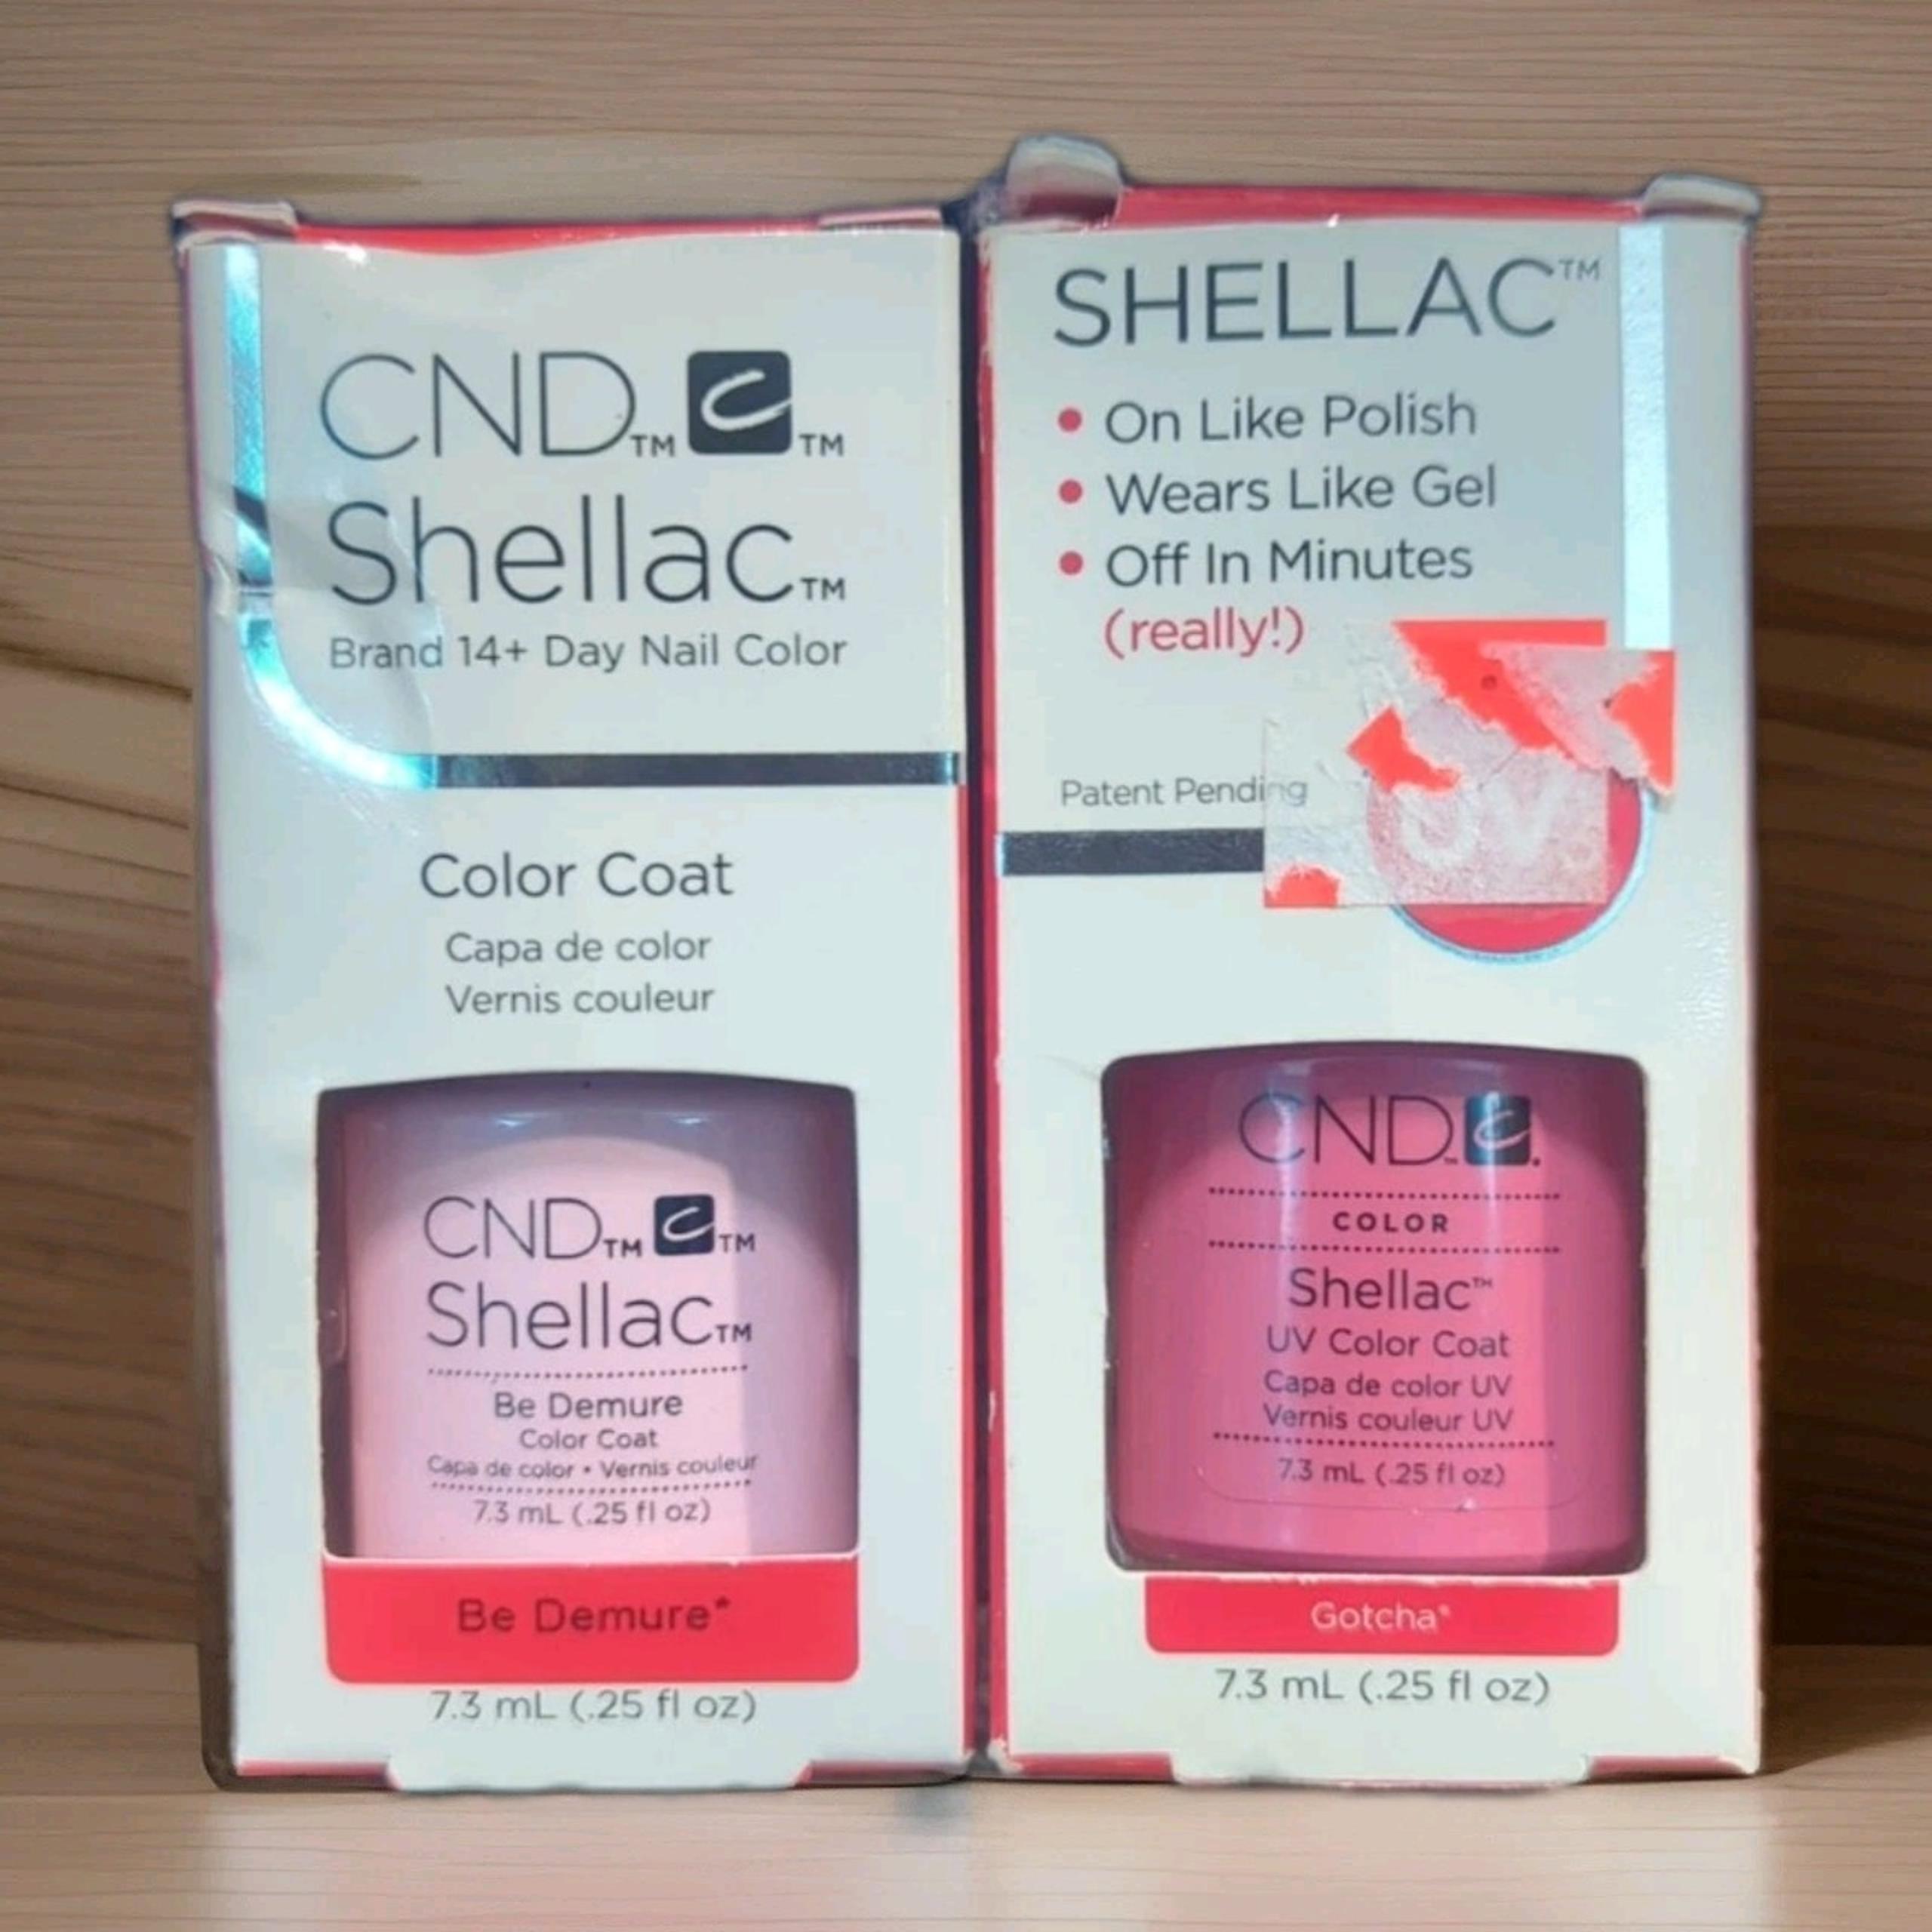 CND™ C™
Shellac™
Brand 14+ Day Nail Color
Color Coat
Capa de color
Vernis couleur
CND™ C™
Shellac™
Be Demure
Color Coat
Capa de color • Vernis couleur
7.3 mL (.25 fl oz)
Be Demure*
7.3 mL (.25 fl oz)
SHELLAC™
• On Like Polish
• Wears Like Gel
• Off In Minutes
(really!)
Patent Pending
UV
CND™ C.
COLOR
Shellac™
UV Color Coat
Capa de color UV
Vernis couleur UV
7.3 mL (.25 fl oz)
Gotcha*
7.3 mL (.25 fl oz)